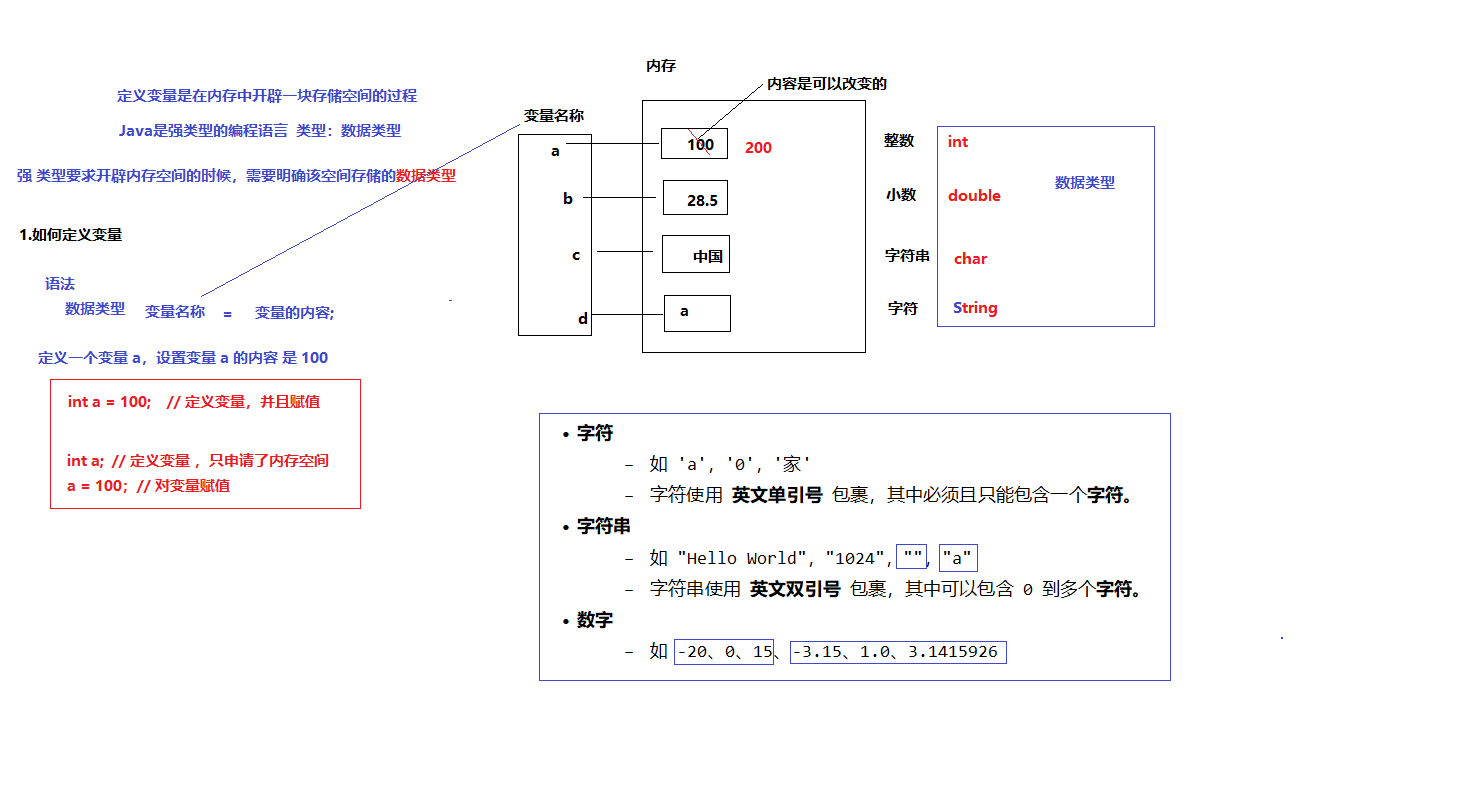 定义变量是在内存中开辟一块存储空间的过程
Java是强类型的编程语言 类型：数据类型
强 类型要求开辟内存空间的时候，需要明确该空间存储的数据类型
1.如何定义变量
语法
数据类型 变量名称 = 变量的内容;
定义一个变量 a，设置变量 a 的内容 是 100
int a = 100; // 定义变量，并且赋值
int a; // 定义变量 ，只申请了内存空间
a = 100; // 对变量赋值
内存
内容是可以改变的
变量名称
a 100 200 整数 int
数据类型
b 28.5 小数 double
c 中国 字符串 char
d a 字符 String
• 字符
– 如 'a', '0', '家'
– 字符使用 英文单引号 包裹，其中必须且只能包含一个字符。
• 字符串
– 如 "Hello World", "1024", "", "a"
– 字符串使用 英文双引号 包裹，其中可以包含 0 到多个字符。
• 数字
– 如 -20、0、15、-3.15、1.0、3.1415926